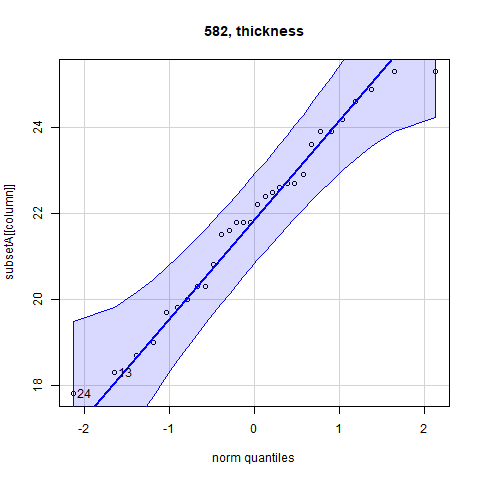 582, thickness
24
22
20
18
subsetA[[column]]
24
13
-2 -1 0 1 2
norm quantiles